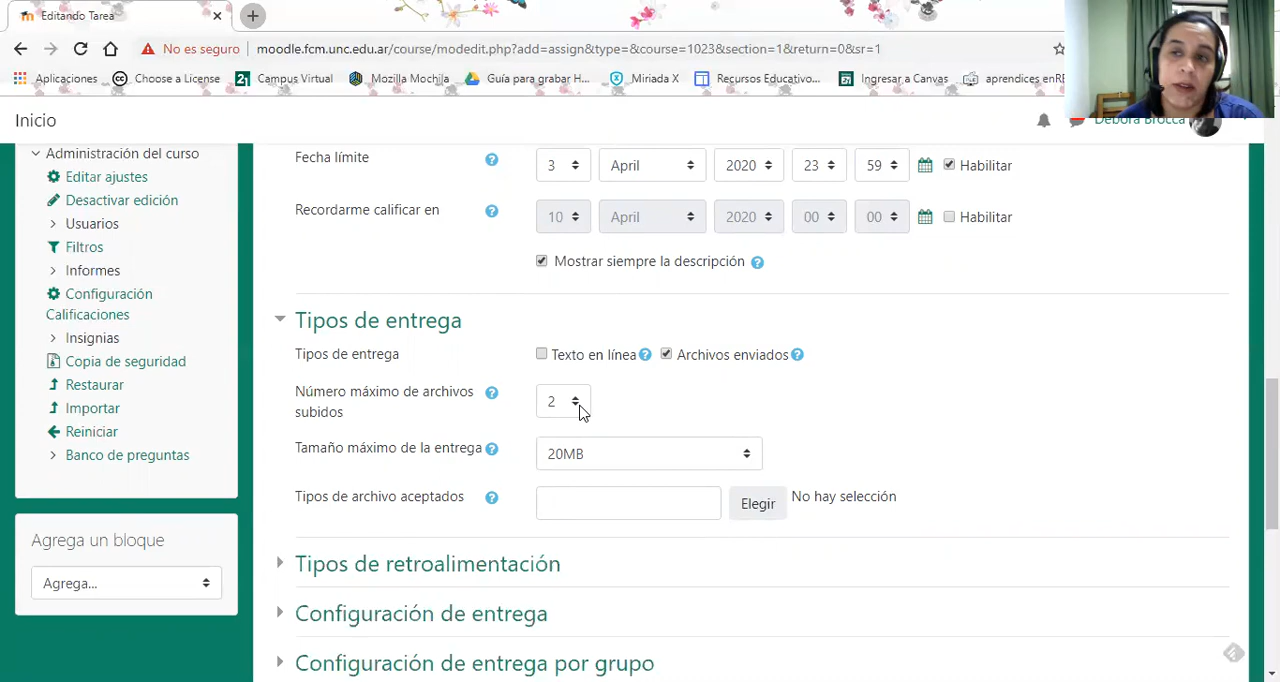 Editando Tarea
No es seguro
moodle.fcm.unc.edu.ar/course/modedit.php?add=assign&type=&course=1023&section=1&return=0&sr=1
Aplicaciones
Choose a License
Campus Virtual
Mozilla Mochila
Guía para grabar H...
Miriada X
Recursos Educativo...
Ingresar a Canvas
aprendices enRE
Inicio
Debora Brocca
Administración del curso
Editar ajustes
Desactivar edición
Usuarios
Filtros
Informes
Configuración
Calificaciones
Insignias
Copia de seguridad
Restaurar
Importar
Reiniciar
Banco de preguntas
Agrega un bloque
Agrega...
Fecha límite
3 April 2020 23 59 Habilitar
Recordarme calificar en
10 April 2020 00 00 Habilitar
Mostrar siempre la descripción
Tipos de entrega
Tipos de entrega
Texto en línea Archivos enviados
Número máximo de archivos
subidos
2
Tamaño máximo de la entrega
20MB
Tipos de archivo aceptados
Elegir
No hay selección
Tipos de retroalimentación
Configuración de entrega
Configuración de entrega por grupo